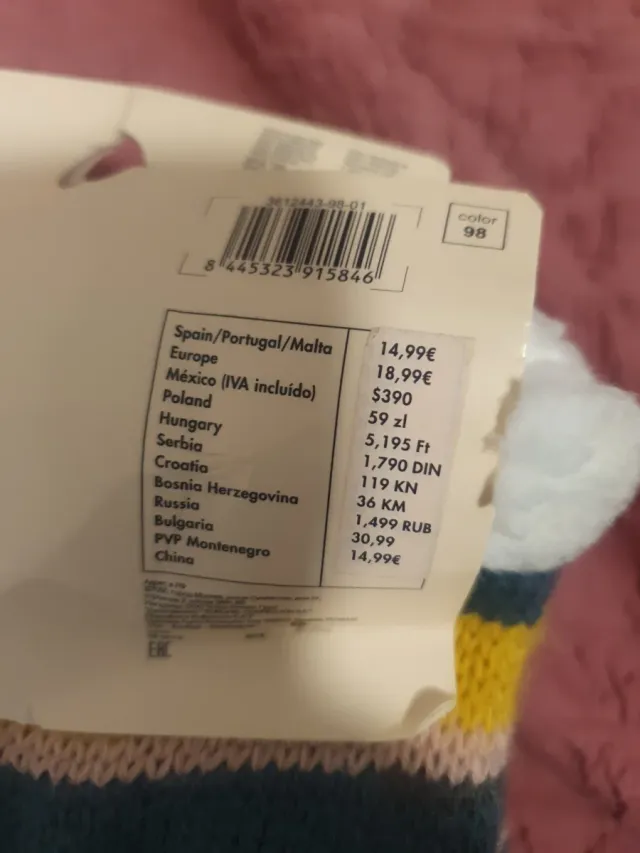 3612443-98-01
8 445323 915846
color
98
Spain/Portugal/Malta 14,99€
Europe 18,99€
México (IVA incluído) $390
Poland 59 zl
Hungary 5,195 Ft
Serbia 1,790 DIN
Croatia 119 KN
Bosnia Herzegovina 36 KM
Russia 1,499 RUB
Bulgaria 30,99
PVP Montenegro 14,99€
China
EAC